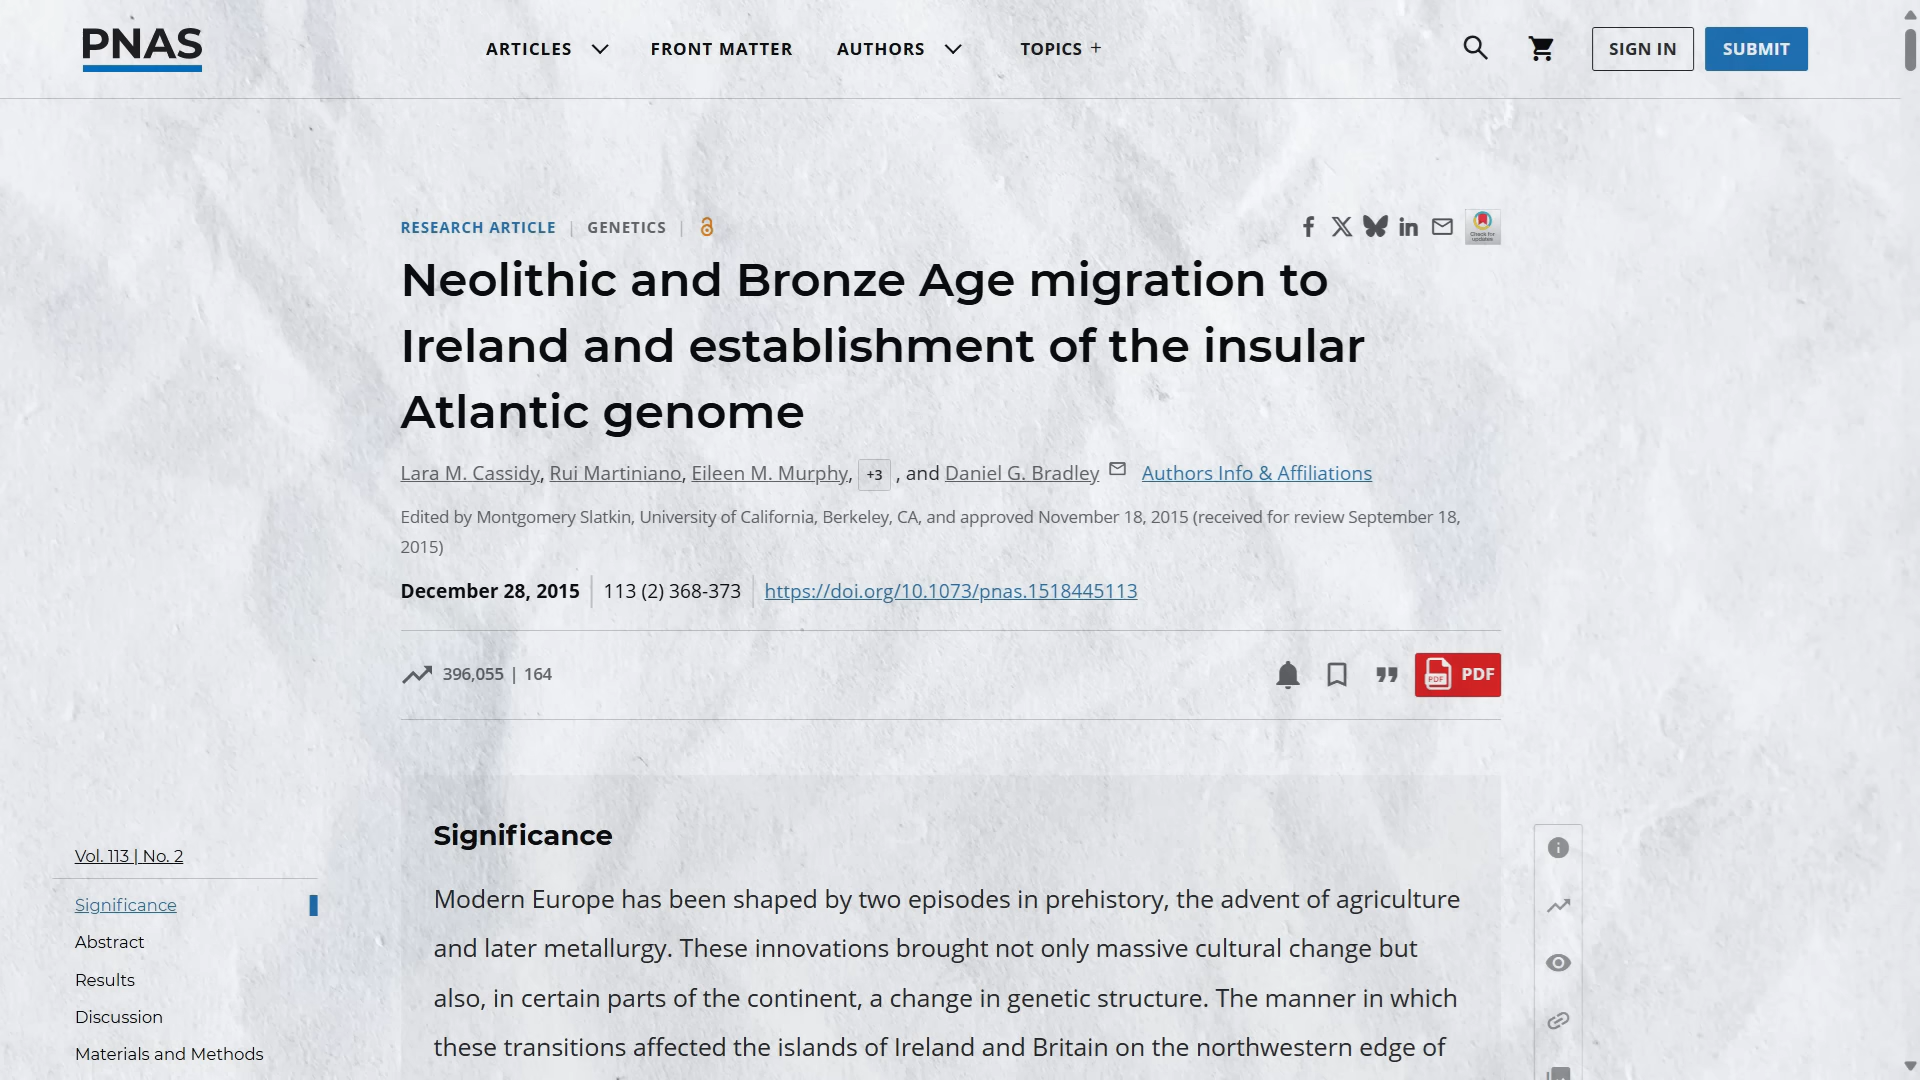 PNAS
ARTICLES
FRONT MATTER
AUTHORS
TOPICS +
SIGN IN
SUBMIT
RESEARCH ARTICLE | GENETICS |
Check for updates
Neolithic and Bronze Age migration to
Ireland and establishment of the insular
Atlantic genome
Lara M. Cassidy, Rui Martiniano, Eileen M. Murphy, +3 , and Daniel G. Bradley Authors Info & Affiliations
Edited by Montgomery Slatkin, University of California, Berkeley, CA, and approved November 18, 2015 (received for review September 18,
2015)
December 28, 2015 | 113 (2) 368-373 | https://doi.org/10.1073/pnas.1518445113
396,055 | 164
PDF PDF
Vol. 113 | No. 2
Significance
Abstract
Results
Discussion
Materials and Methods
Significance
Modern Europe has been shaped by two episodes in prehistory, the advent of agriculture
and later metallurgy. These innovations brought not only massive cultural change but
also, in certain parts of the continent, a change in genetic structure. The manner in which
these transitions affected the islands of Ireland and Britain on the northwestern edge of